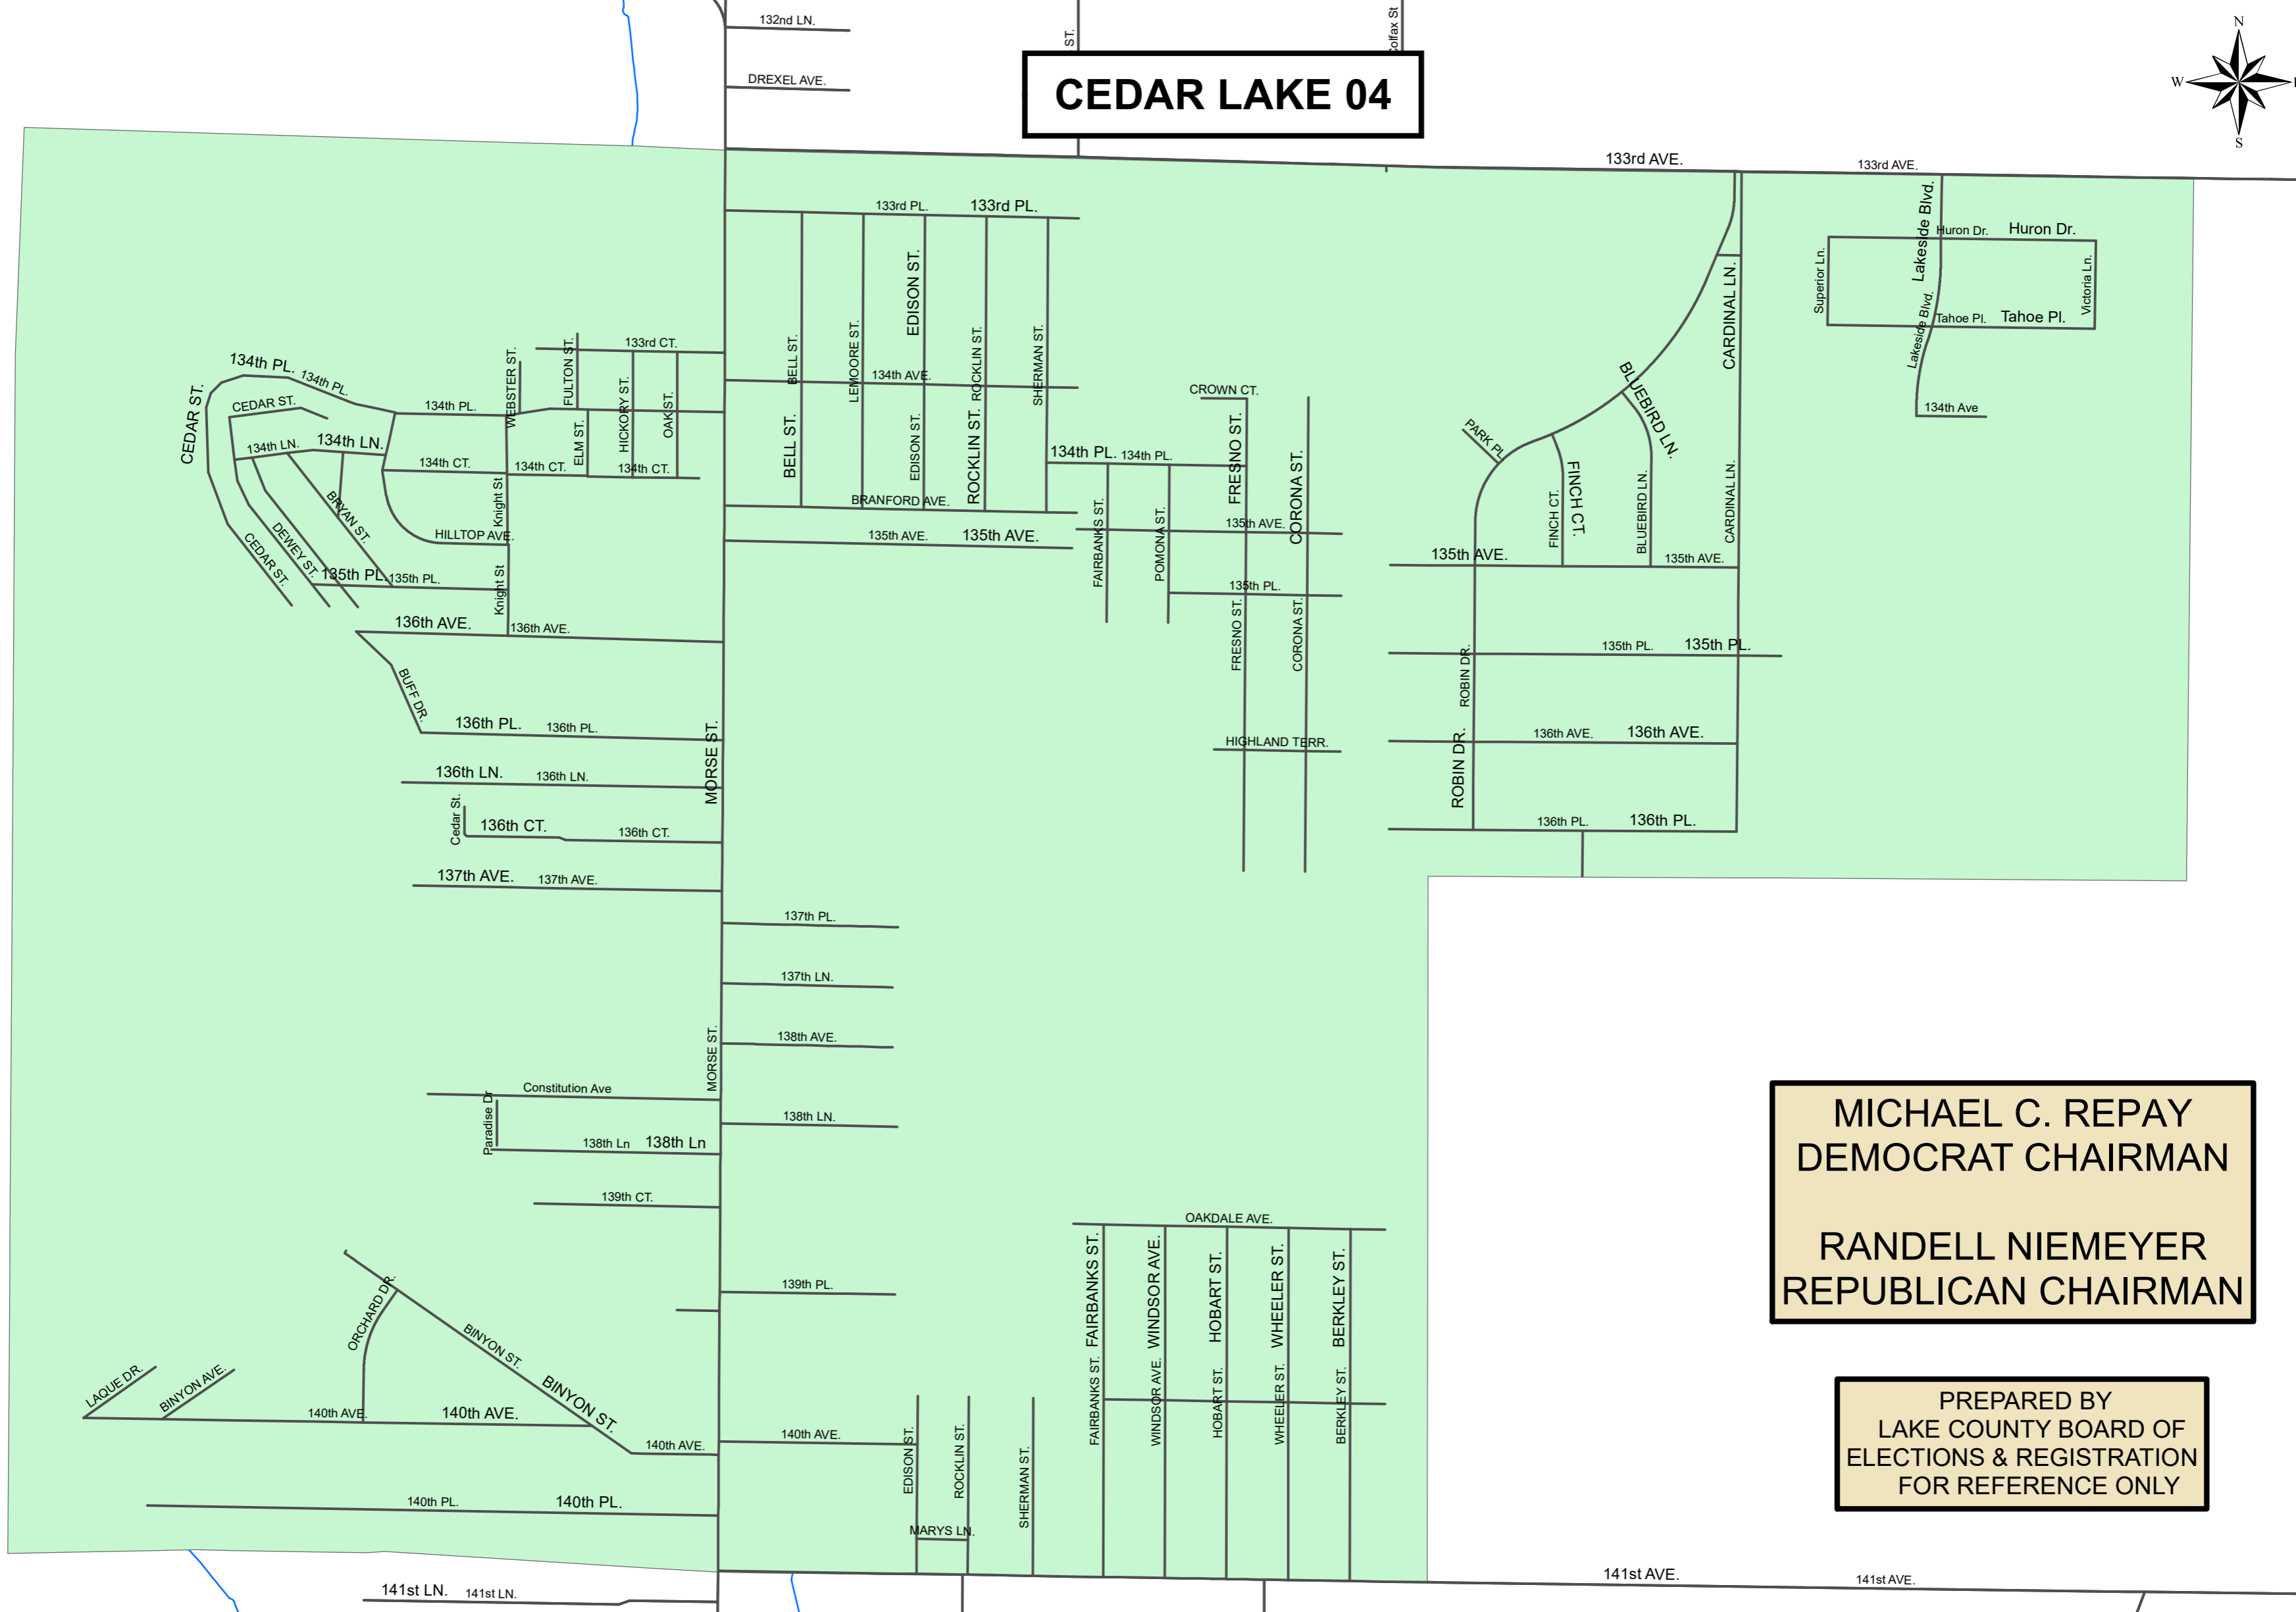 132nd LN.
ST.
Colfax St
N
DREXEL AVE.
CEDAR LAKE 04
W
S
133rd AVE.
133rd AVE.
133rd PL.
133rd PL.
Lakeside Blvd.
Huron Dr.
Huron Dr.
Superior Ln.
Victoria Ln.
EDISON ST.
CARDINAL LN.
Lakeside Blvd.
Tahoe Pl.
Tahoe Pl.
133rd CT.
WEBSTER ST.
FULTON ST.
BELL ST.
LEMOORE ST.
ROCKLIN ST.
SHERMAN ST.
134th AVE.
134th PL.
134th PL.
CEDAR ST.
CEDAR ST.
134th PL.
HICKORY ST.
OAK ST.
ELM ST.
CROWN CT.
BLUEBIRD LN.
134th Ave
134th LN.
134th LN.
134th CT.
134th CT.
134th CT.
BELL ST.
EDISON ST.
ROCKLIN ST.
134th PL.
134th PL.
FRESNO ST.
CORONA ST.
PARK PL.
FINCH CT.
FINCH CT.
BLUEBIRD LN.
CARDINAL LN.
Knight St
BRYAN ST.
BRANFORD AVE.
HILLTOP AVE.
DEWEY ST.
CEDAR ST.
135th AVE.
135th AVE.
FAIRBANKS ST.
POMONA ST.
135th AVE.
135th AVE.
135th AVE.
135th PL.
135th PL.
Knight St
135th PL.
136th AVE.
136th AVE.
FRESNO ST.
CORONA ST.
ROBIN DR.
135th PL.
135th PL.
BUFF DR.
136th PL.
136th PL.
MORSE ST.
HIGHLAND TERR.
ROBIN DR.
136th AVE.
136th AVE.
136th LN.
136th LN.
Cedar St.
136th CT.
136th CT.
136th PL.
136th PL.
137th AVE.
137th AVE.
137th PL.
137th LN.
MORSE ST.
138th AVE.
Constitution Ave
Paradise Dr
138th LN.
138th Ln
138th Ln
MICHAEL C. REPAY
DEMOCRAT CHAIRMAN
RANDELL NIEMEYER
REPUBLICAN CHAIRMAN
139th CT.
OAKDALE AVE.
FAIRBANKS ST.
WINDSOR AVE.
HOBART ST.
WHEELER ST.
BERKLEY ST.
139th PL.
ORCHARD DR.
BINYON ST.
BINYON ST.
LAQUE DR.
BINYON AVE.
140th AVE.
140th AVE.
140th AVE.
140th AVE.
FAIRBANKS ST.
WINDSOR AVE.
HOBART ST.
WHEELER ST.
BERKLEY ST.
EDISON ST.
ROCKLIN ST.
SHERMAN ST.
PREPARED BY
LAKE COUNTY BOARD OF
ELECTIONS & REGISTRATION
FOR REFERENCE ONLY
140th PL.
140th PL.
MARYS LN.
141st LN.
141st LN.
141st AVE.
141st AVE.